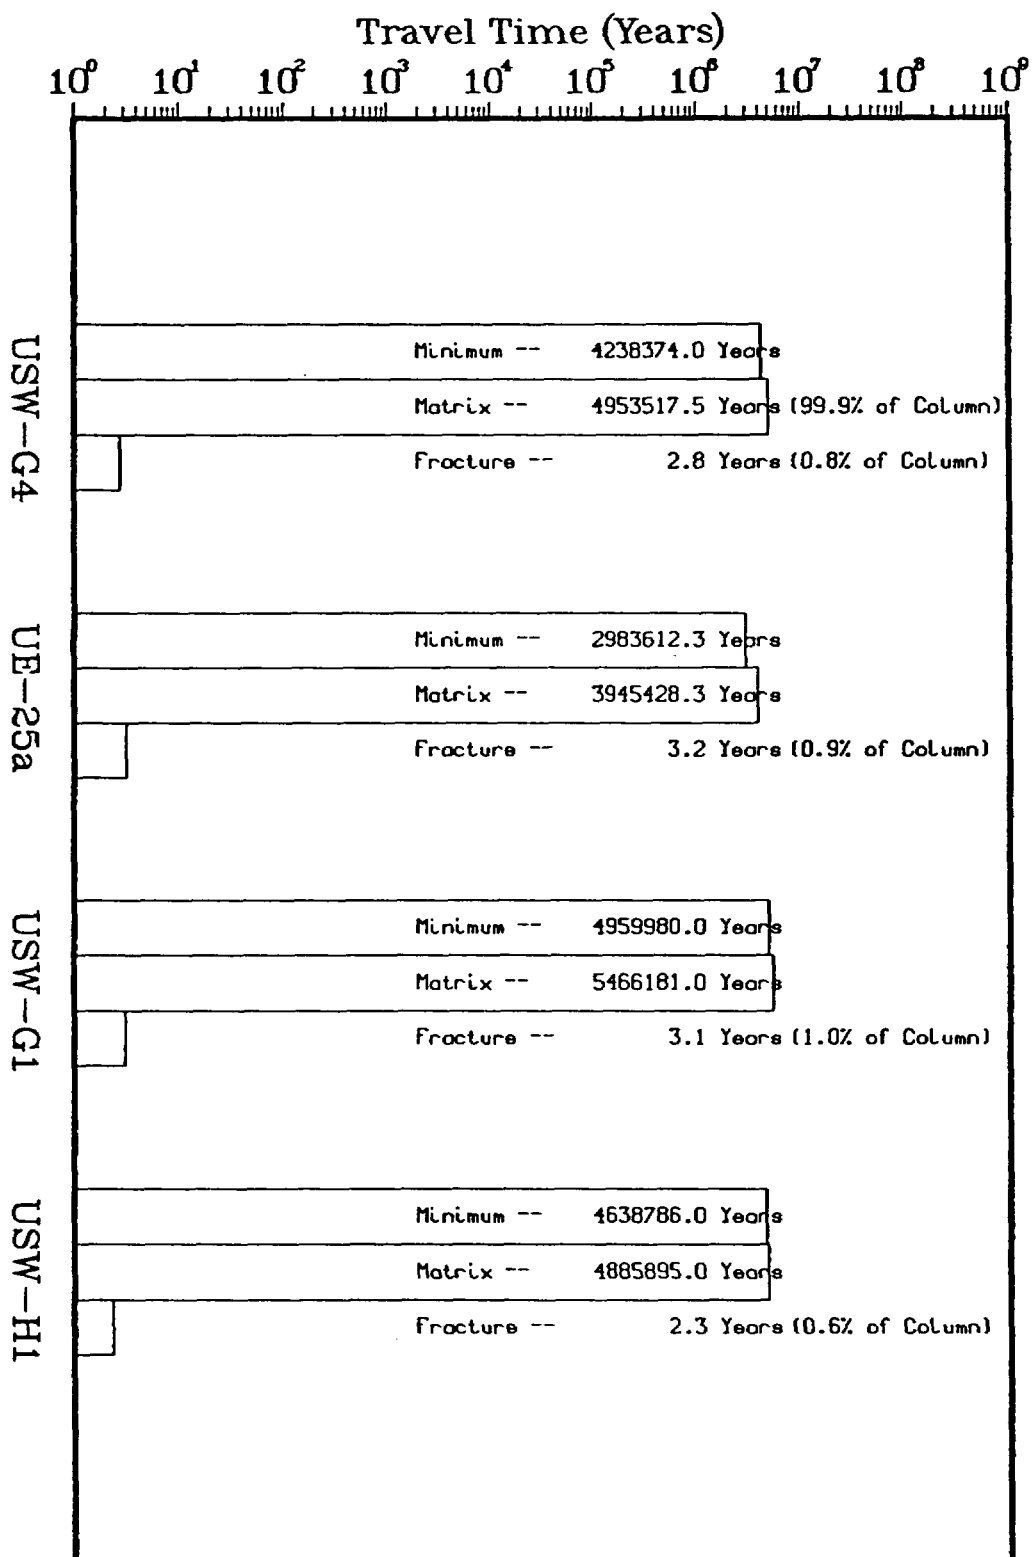 Travel Time (Years)
10⁰ 10¹ 10² 10³ 10⁴ 10⁵ 10⁶ 10⁷ 10⁸ 10⁹
USW-G4
Minimum -- 4238374.0 Years
Matrix -- 4953517.5 Years (99.9% of Column)
Fracture -- 2.8 Years (0.8% of Column)
UE-25a
Minimum -- 2983612.3 Years
Matrix -- 3945428.3 Years
Fracture -- 3.2 Years (0.9% of Column)
USW-G1
Minimum -- 4959980.0 Years
Matrix -- 5466181.0 Years
Fracture -- 3.1 Years (1.0% of Column)
USW-H1
Minimum -- 4638786.0 Years
Matrix -- 4885895.0 Years
Fracture -- 2.3 Years (0.6% of Column)